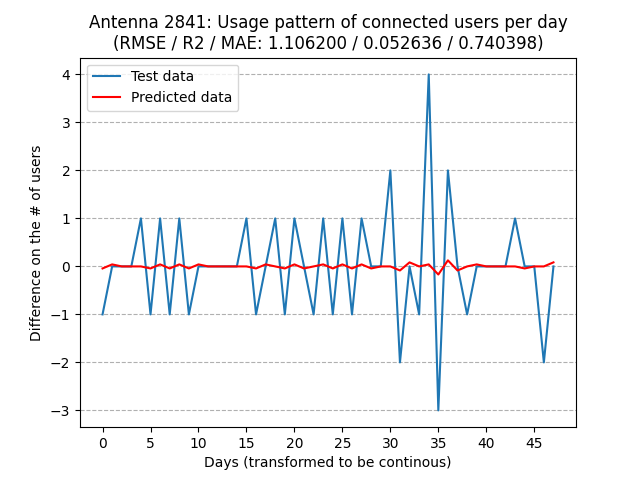 Antenna 2841: Usage pattern of connected users per day
(RMSE / R2 / MAE: 1.106200 / 0.052636 / 0.740398)
Test data
Predicted data
Difference on the # of users
4
3
2
1
0
−1
−2
−3
0 5 10 15 20 25 30 35 40 45
Days (transformed to be continous)